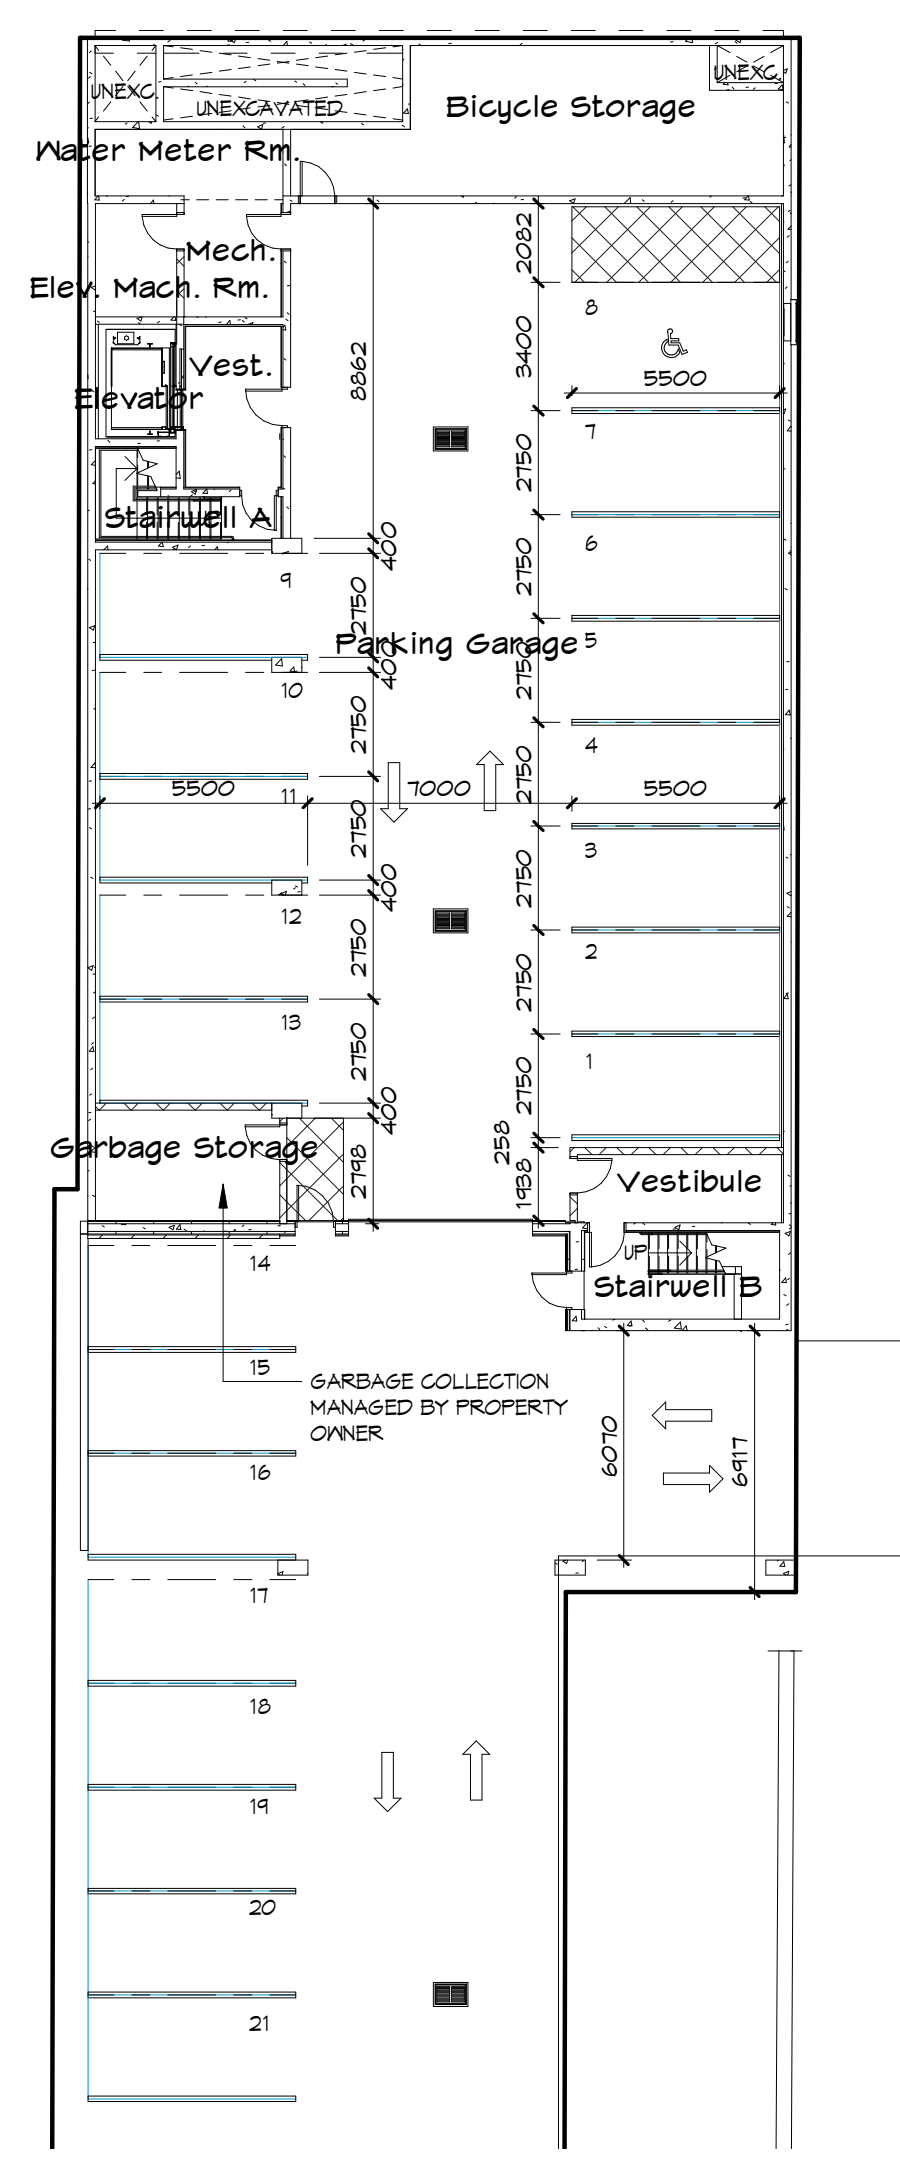 UNEXC.
UNEXCAVATED
UNEXC.
Bicycle Storage
Water Meter Rm.
Mech.
Elev. Mach. Rm.
Vest.
Elevator
Stairwell A
8862
2082
3400
8
5500
7
2750
6
2750
5
2750
4
2750
3
2750
2
2750
1
2750
258
1938
400
9
2750
Parking Garage
400
10
2750
5500
11
7000
5500
2750
400
12
2750
13
2750
400
2798
Garbage Storage
Vestibule
UP
Stairwell B
14
15
GARBAGE COLLECTION
MANAGED BY PROPERTY
OWNER
16
6070
6917
17
18
19
20
21